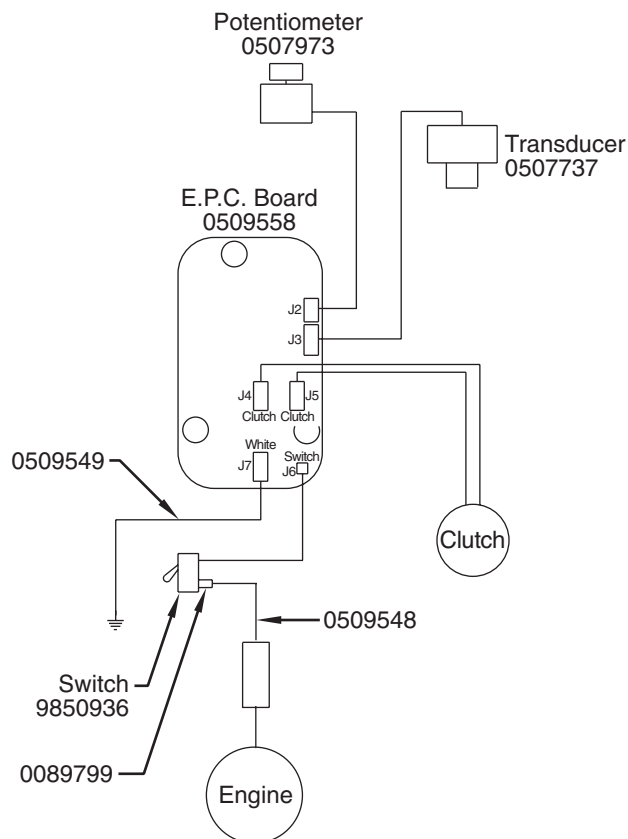 Potentiometer
0507973
Transducer
0507737
E.P.C. Board
0509558
J2
J3
J4
J5
Clutch
Clutch
White
Switch
J7
J6
0509549
Clutch
0509548
Switch
9850936
0089799
Engine